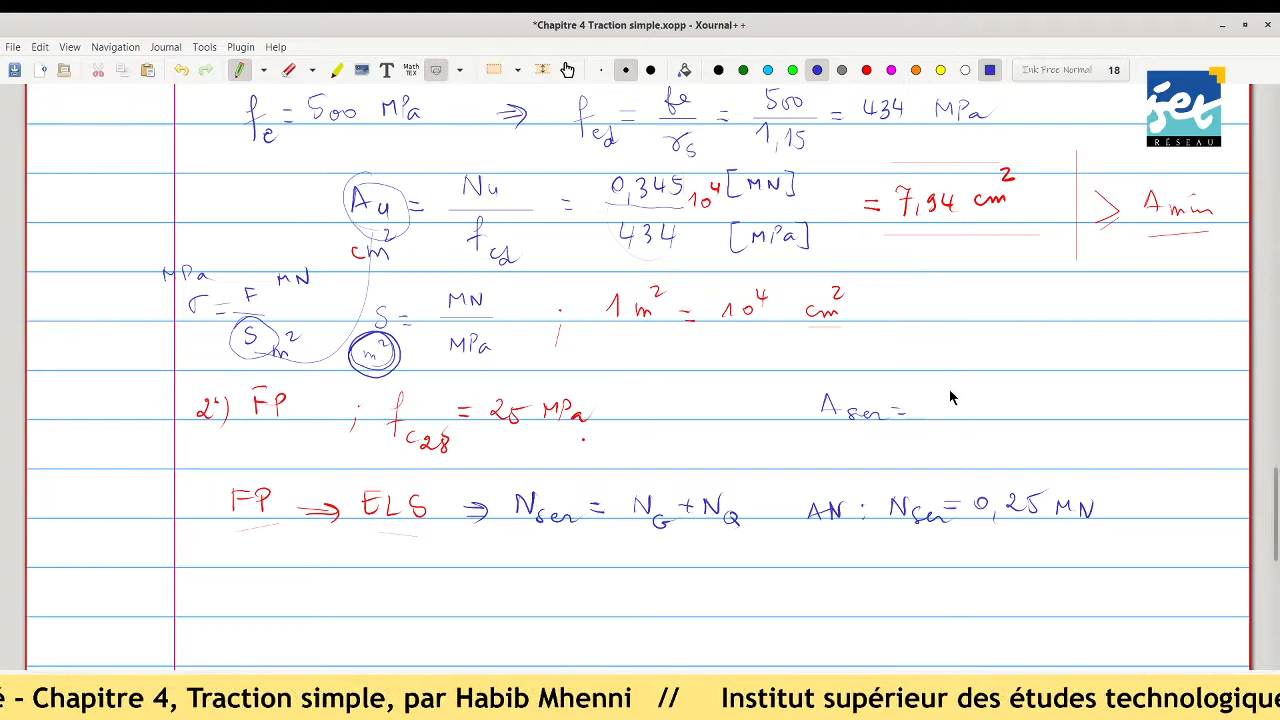 *Chapitre 4 Traction simple.xopp - Xournal++
File Edit View Navigation Journal Tools Plugin Help
T MATH TEX Ink Free Normal 18
iset RÉSEAU
fe = 500 MPa ⇒ fed = fe/γs = 500/1,15 = 434 MPa
Au = Nu/fed = 0,345 10⁴ [MN] / 434 [MPa] = 7,94 cm² ⩾ Amin
cm²
MPa σ = F/S MN m² S = MN/MPa ; 1 m² = 10⁴ cm²
m²
2°) FP ; fc28 = 25 MPa. Aser =
FP ⇒ ELS ⇒ Nser = NG + NQ AN : Nser = 0,25 MN
é - Chapitre 4, Traction simple, par Habib Mhenni // Institut supérieur des études technologique